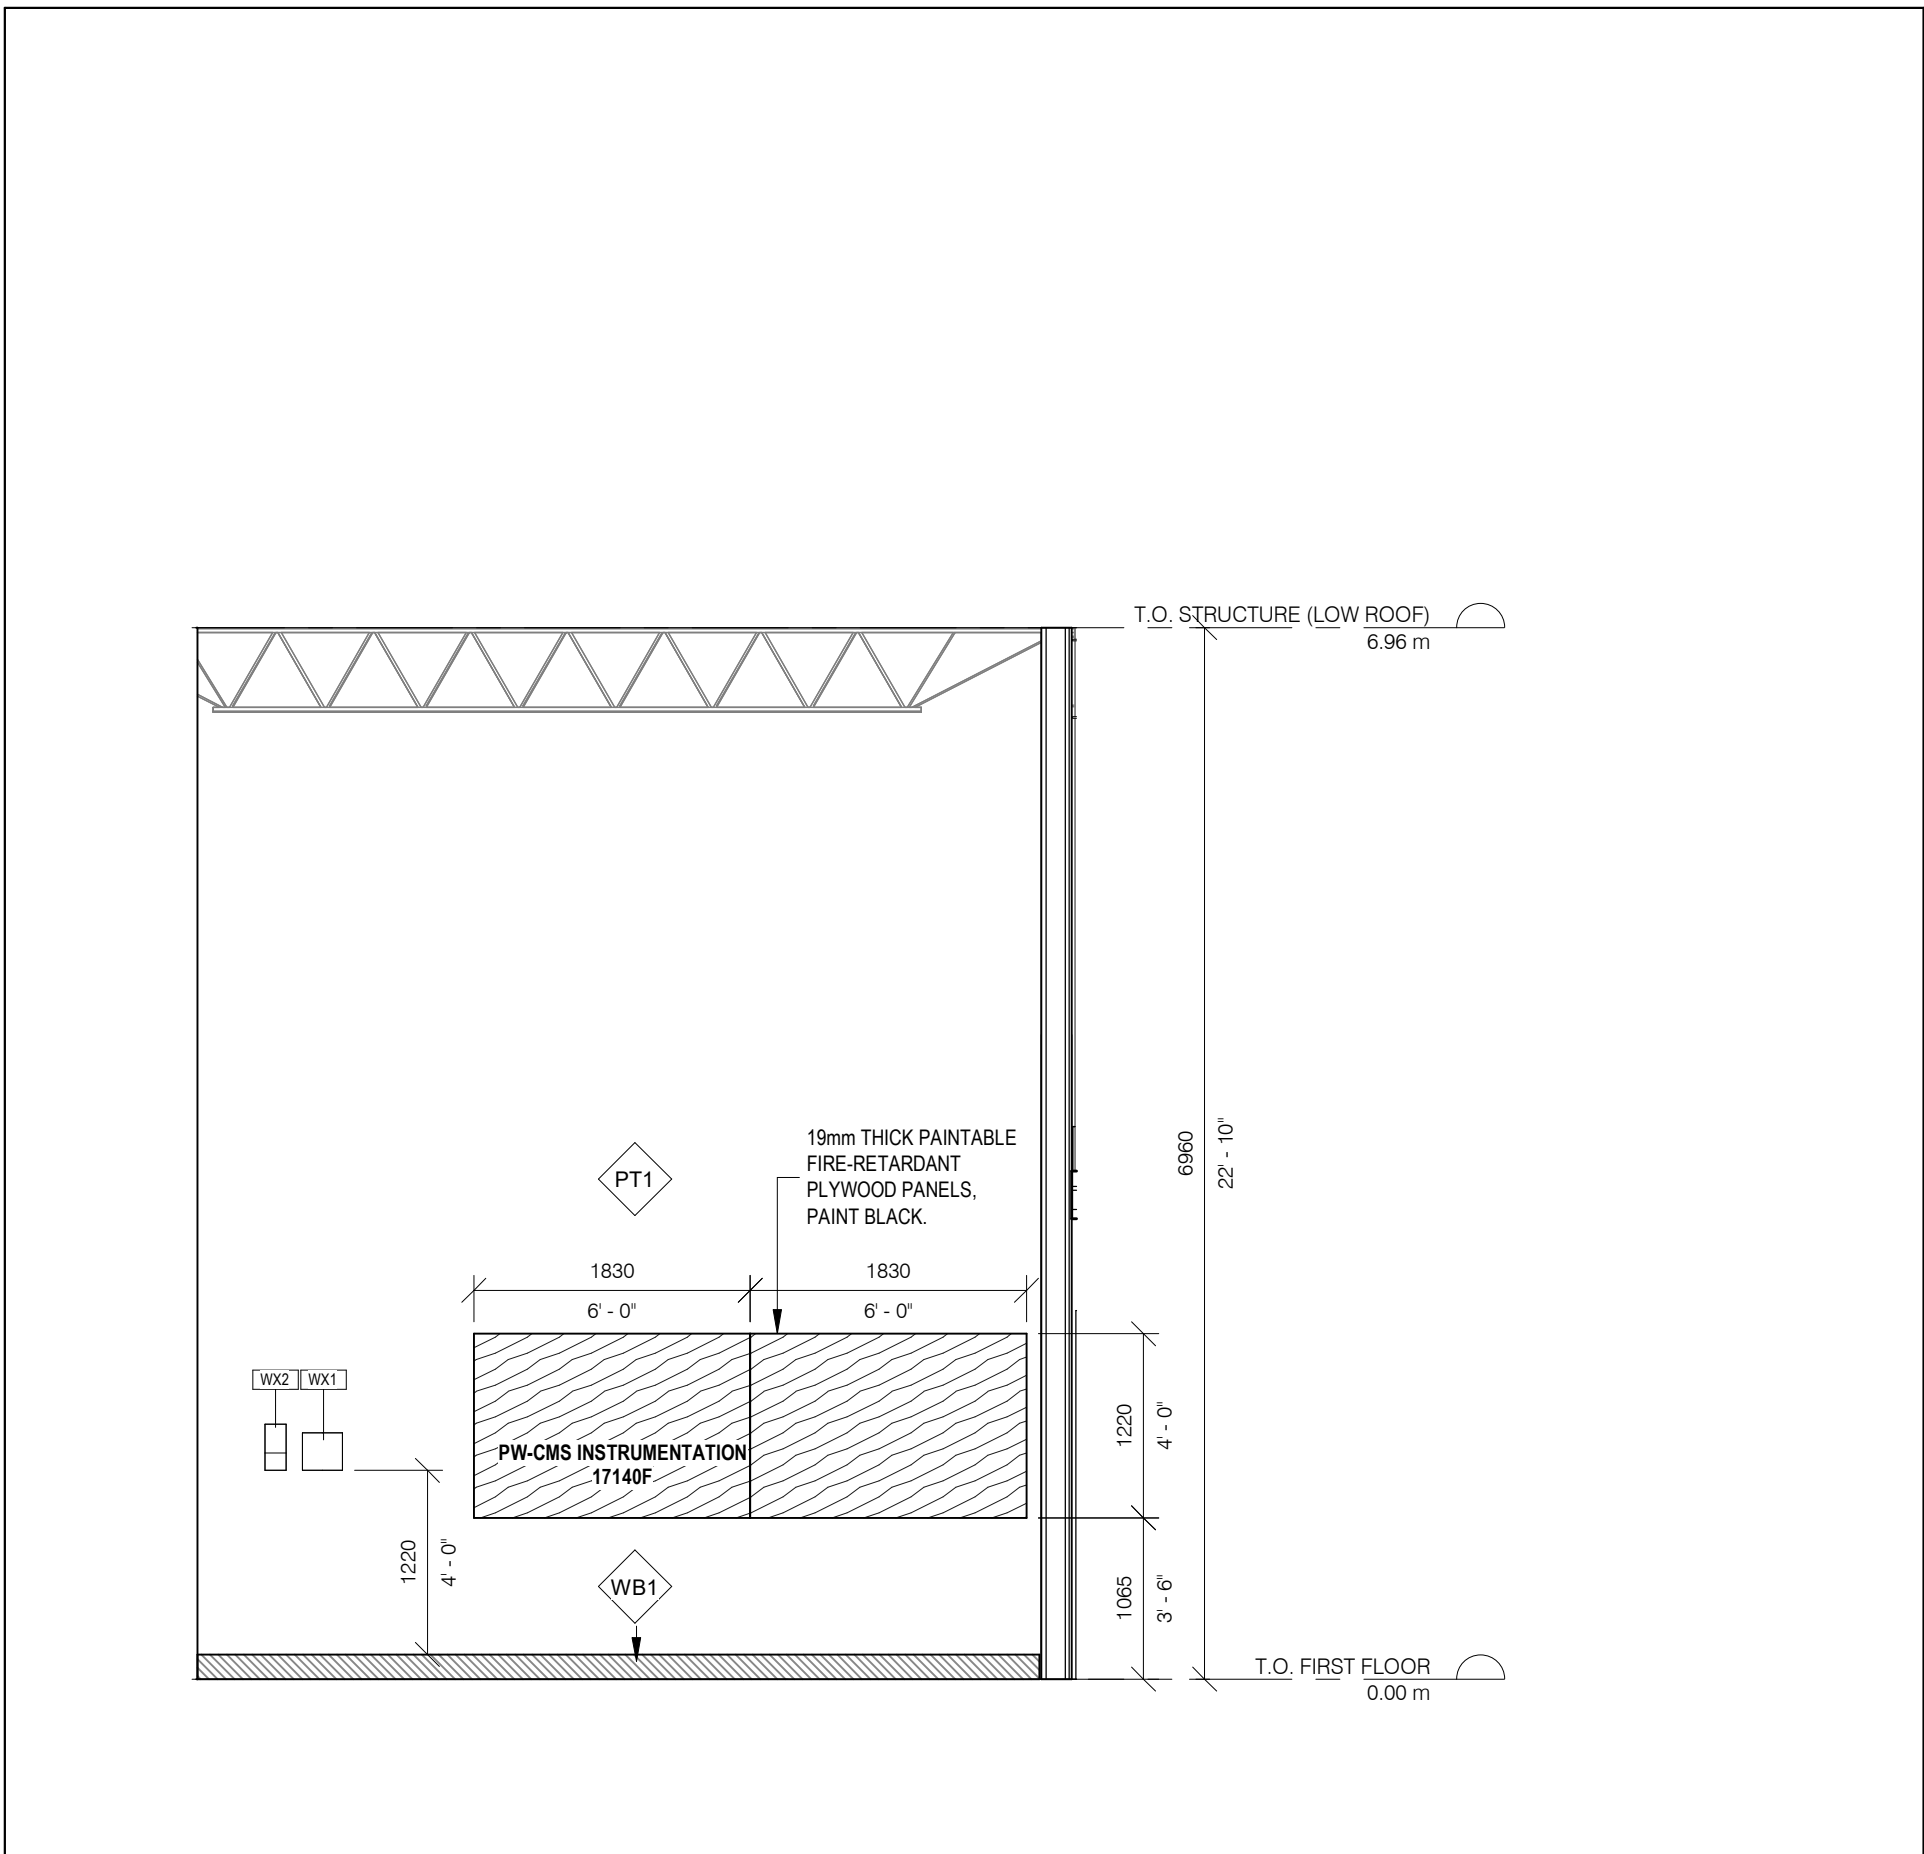 T.O. STRUCTURE (LOW ROOF)
6.96 m
6960
22' - 10"
19mm THICK PAINTABLE
FIRE-RETARDANT
PLYWOOD PANELS,
PAINT BLACK.
PT1
1830
1830
6' - 0"
6' - 0"
WX2
WX1
PW-CMS INSTRUMENTATION
17140F
1220
4' - 0"
1220
4' - 0"
WB1
1065
3' - 6"
T.O. FIRST FLOOR
0.00 m